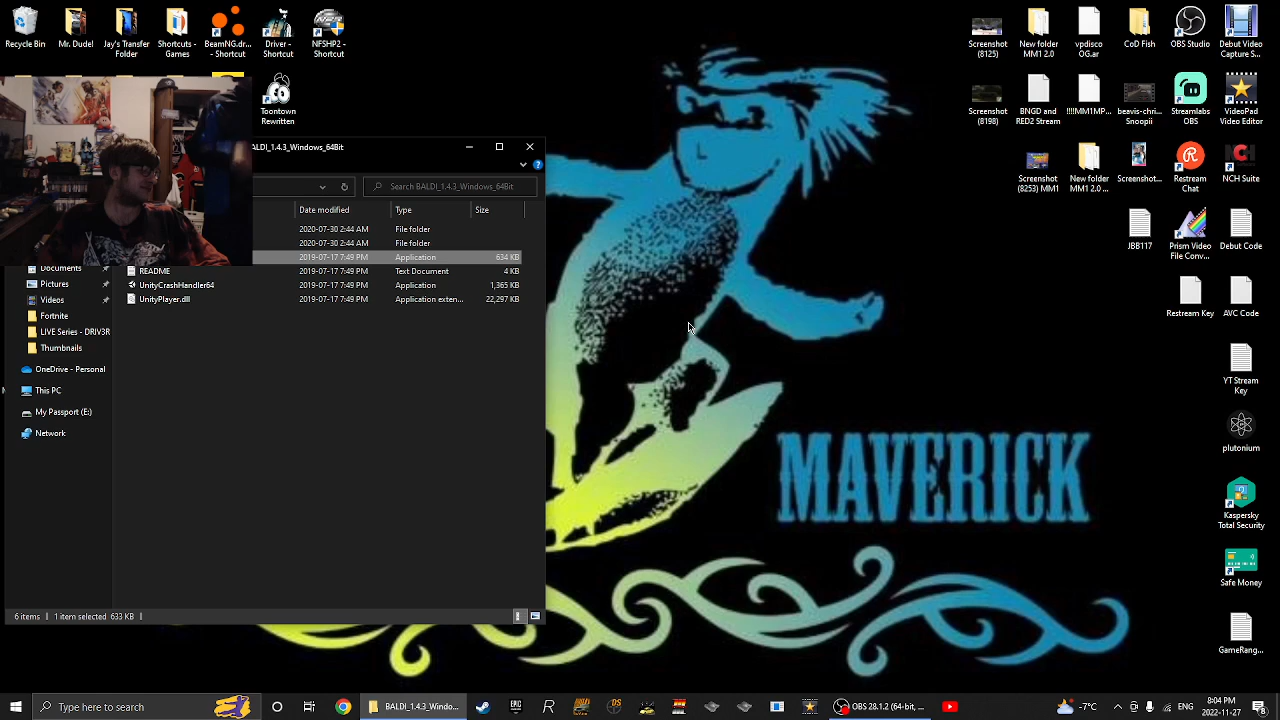 Recycle Bin
Mr. Dude!
Jay's Transfer
Folder
Shortcuts -
Games
BeamNG.dr...
- Shortcut
Driver -
Shortcut
NFSHP2 -
Shortcut
Toontown
Rewritten
Screenshot
(8125)
New folder
MM1 2.0
vpdisco
OG.ar
CoD Fish
OBS Studio
Debut Video
Capture S...
Screenshot
(8198)
BNGD and
RED2 Stream
!!!!MM1MP...
beavis-chri...
Snoopii
Streamlabs
OBS
VideoPad
Video Editor
Screenshot
(8253) MM1
New folder
MM1 2.0 ...
Screenshot...
Restream
Chat
NCH Suite
JBB117
Prism Video
File Conv...
Debut Code
Restream Key
AVC Code
YT Stream
Key
plutonium
Kaspersky
Total Security
Safe Money
GameRang...
ALDI_1.4.3_Windows_64Bit
Search BALDI_1.4.3_Windows_64Bit
Date modified
Type
Size
2020-07-30 2:44 AM
File folder
2020-07-30 2:44 AM
File folder
2019-07-17 7:49 PM
Application
634 KB
README
2019-07-17 7:49 PM
Text Document
4 KB
UnityCrashHandler64
2019-07-17 7:49 PM
Application
UnityPlayer.dll
2019-07-17 7:49 PM
Application exten...
22,297 KB
Documents
Pictures
Videos
Fortnite
LIVE Series - DRIV3R
Thumbnails
OneDrive - Personal
This PC
My Passport (E:)
Network
6 items
1 item selected 633 KB
MAVERICK
Type here to search
BALDI_1.4.3_Windo...
OBS 28.1.2 (64-bit, ...
-7°C
8:04 PM
2022-11-27